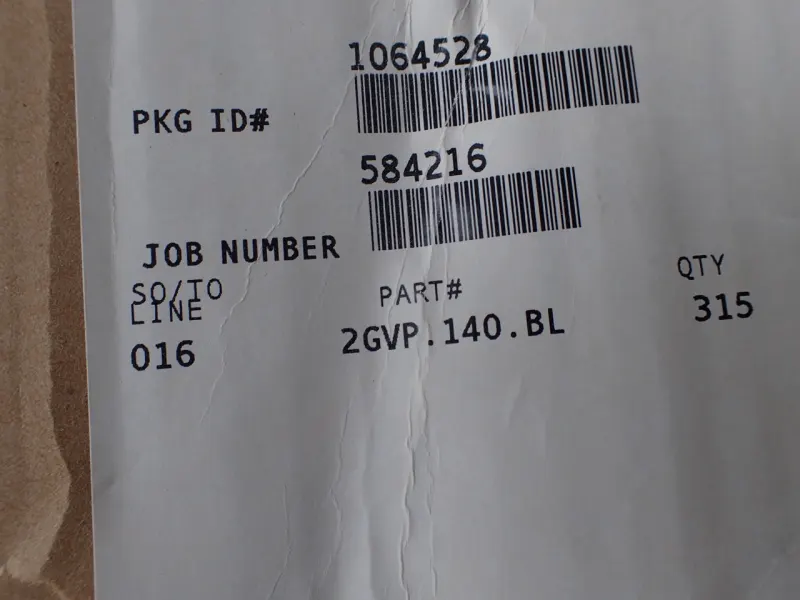 1064528
PKG ID#
584216
JOB NUMBER
SO/TO
LINE
PART#
QTY
016
2GVP.140.BL
315